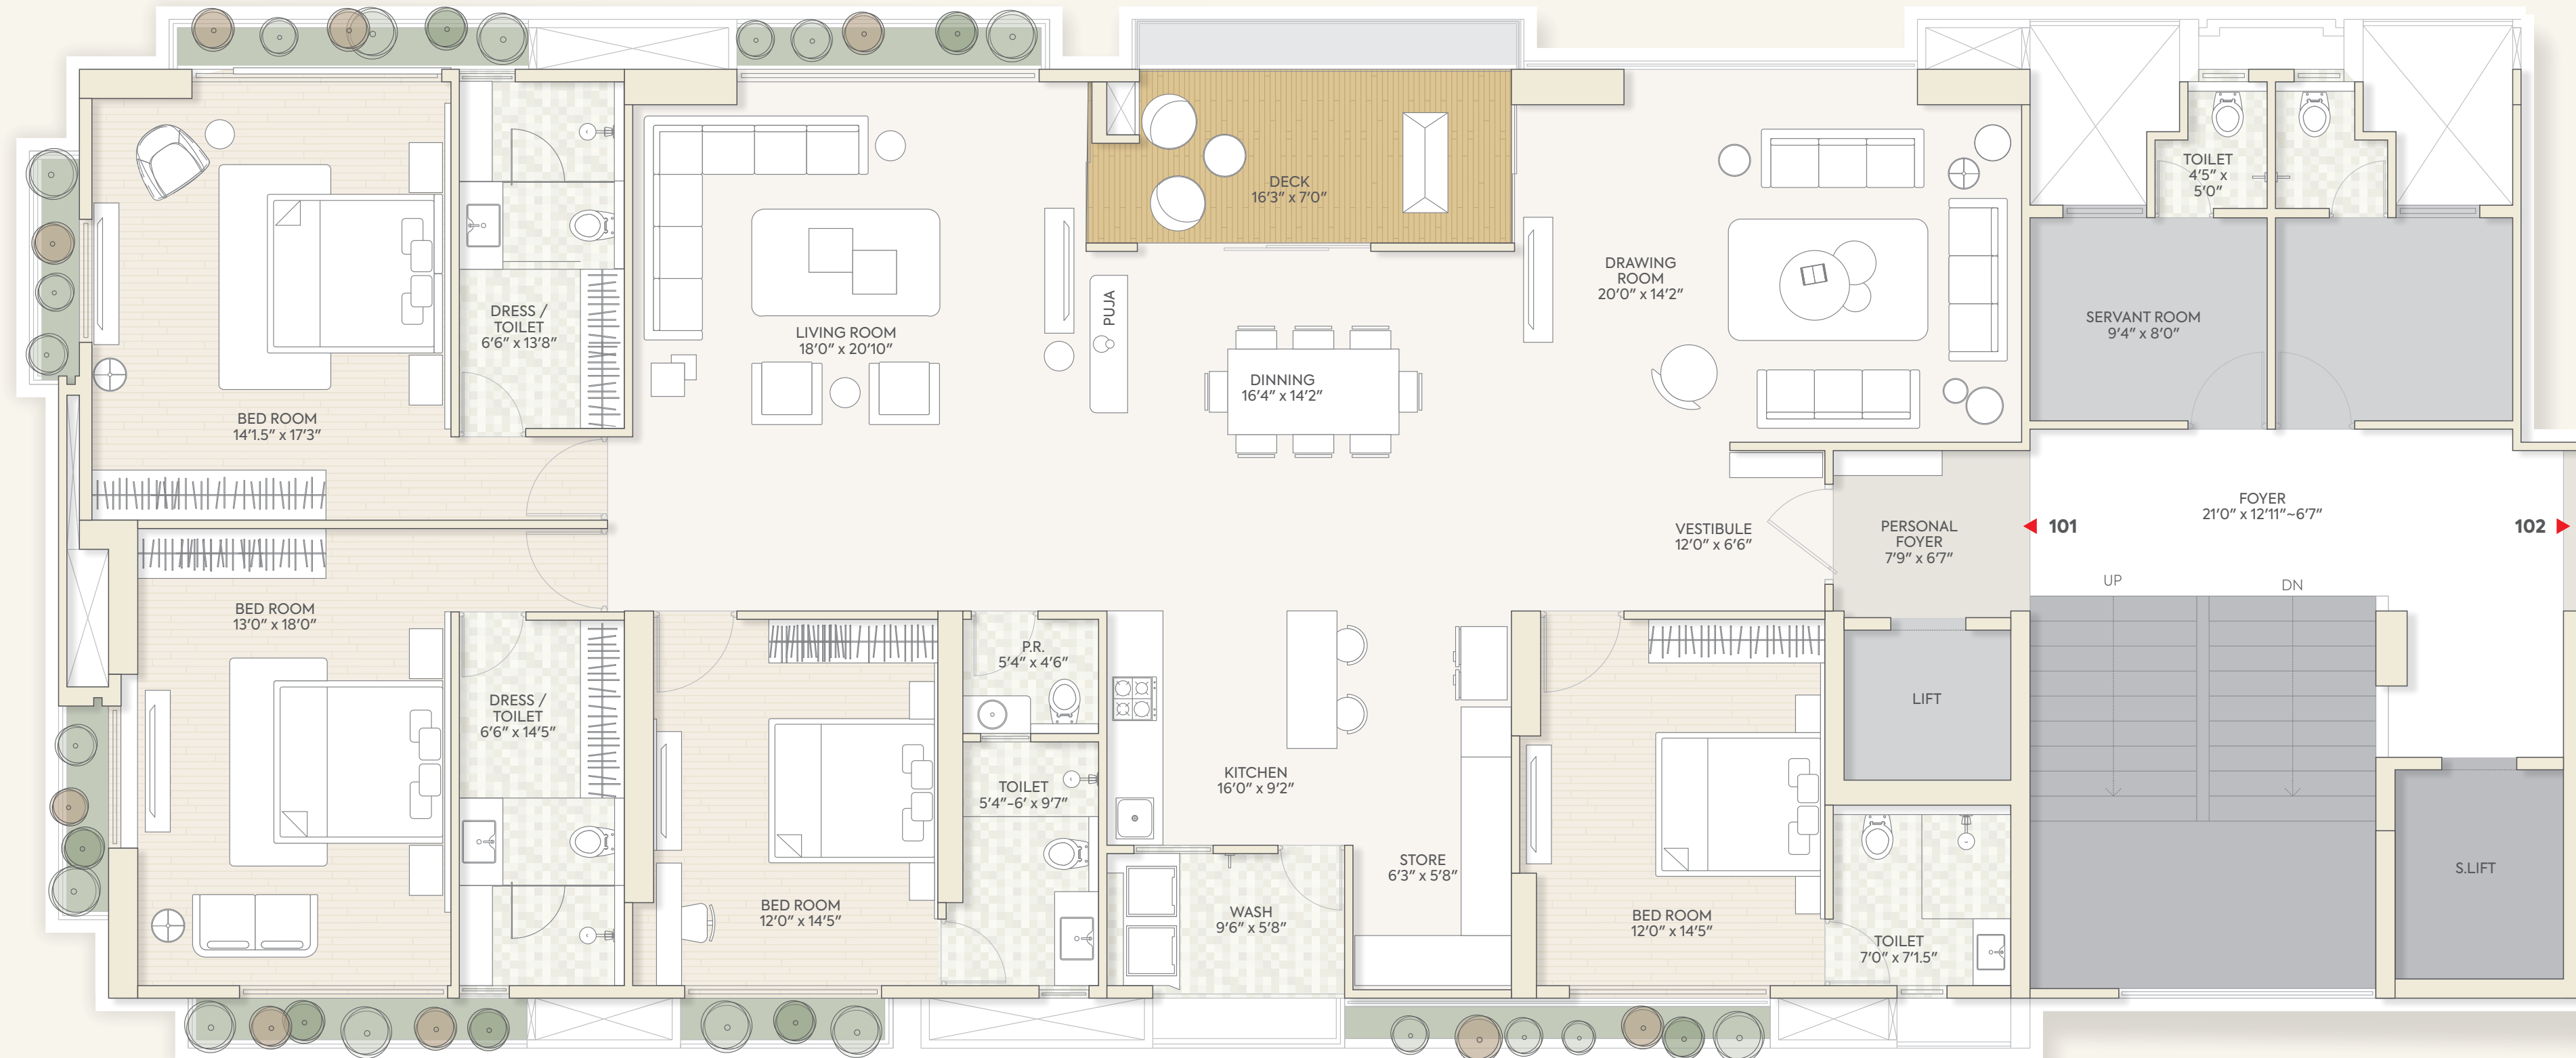 DECK
16'3" x 7'0"
TOILET
4'5" x
5'0"
DRAWING
ROOM
20'0" x 14'2"
PUJA
DRESS /
TOILET
6'6" x 13'8"
LIVING ROOM
18'0" x 20'10"
SERVANT ROOM
9'4" x 8'0"
DINNING
16'4" x 14'2"
BED ROOM
14'1.5" x 17'3"
FOYER
21'0" x 12'11"~6'7"
VESTIBULE
12'0" x 6'6"
PERSONAL
FOYER
7'9" x 6'7"
101
102
UP
DN
BED ROOM
13'0" x 18'0"
P.R.
5'4" x 4'6"
DRESS /
TOILET
6'6" x 14'5"
LIFT
KITCHEN
16'0" x 9'2"
TOILET
5'4"-6' x 9'7"
STORE
6'3" x 5'8"
S.LIFT
BED ROOM
12'0" x 14'5"
WASH
9'6" x 5'8"
BED ROOM
12'0" x 14'5"
TOILET
7'0" x 7'1.5"